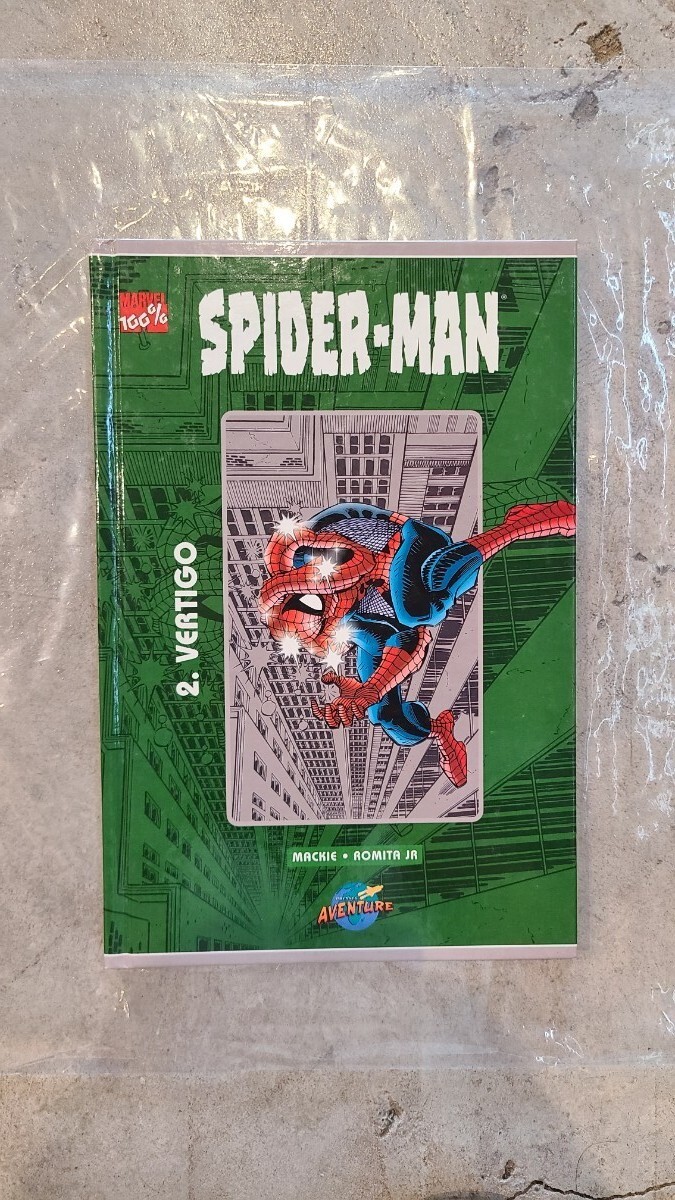 MARVEL
100%
SPIDER-MAN®
2. VERTIGO
MACKIE • ROMITA JR
AVENTURE